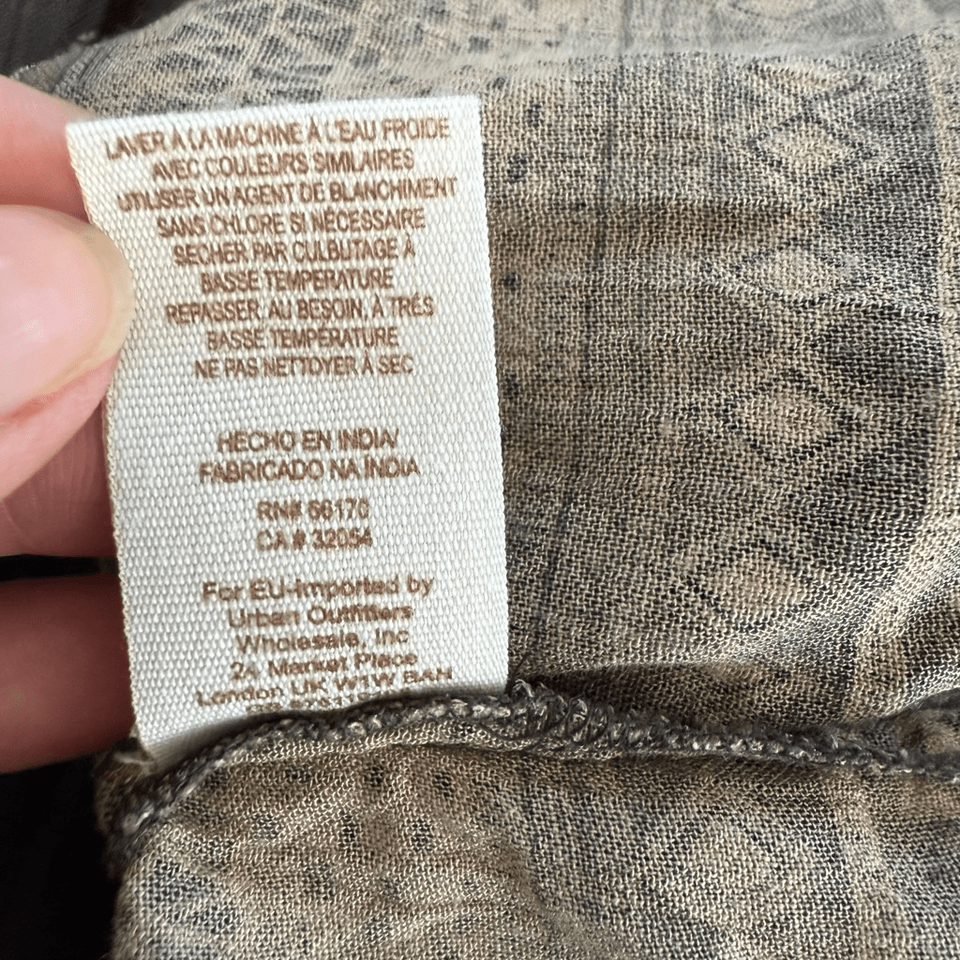 LAVER À LA MACHINE À L'EAU FROIDE
AVEC COULEURS SIMILAIRES
UTILISER UN AGENT DE BLANCHIMENT
SANS CHLORE SI NÉCESSAIRE
SÉCHER PAR CULBUTAGE À
BASSE TEMPERATURE
REPASSER, AU BESOIN, À TRÉS
BASSE TEMPÉRATURE
NE PAS NETTOYER À SEC
HECHO EN INDIA/
FABRICADO NA INDIA
RN# 66170
CA # 32054
For EU-Imported by
Urban Outfitters
Wholesale, Inc
2A Market Place
London UK W1W 8AH